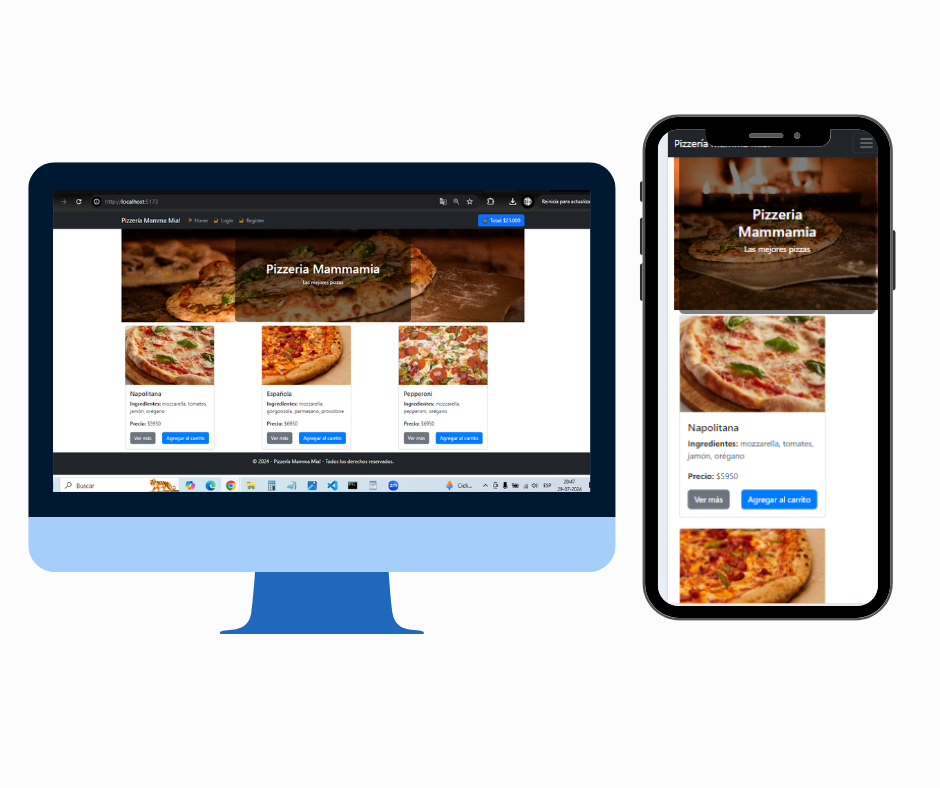 http://localhost:5173
Reinicia para actualiza
Pizzería Mamma Mia!
Home
Login
Register
Total: $25.000
Pizzeria Mammamia
Las mejores pizzas
Napolitana
Ingredientes: mozzarella, tomates,
jamón, orégano
Precio: $5950
Ver más
Agregar al carrito
Española
Ingredientes: mozzarella,
gorgonzola, parmesano, provolone
Precio: $6950
Ver más
Agregar al carrito
Pepperoni
Ingredientes: mozzarella,
pepperoni, orégano
Precio: $6950
Ver más
Agregar al carrito
© 2024 - Pizzería Mamma Mia! - Todos los derechos reservados.
Buscar
zm
ESP
20:47
29-07-2024
Pizzería
Pizzeria
Mammamia
Las mejores pizzas
Napolitana
Ingredientes: mozzarella, tomates,
jamón, orégano
Precio: $5950
Ver más
Agregar al carrito